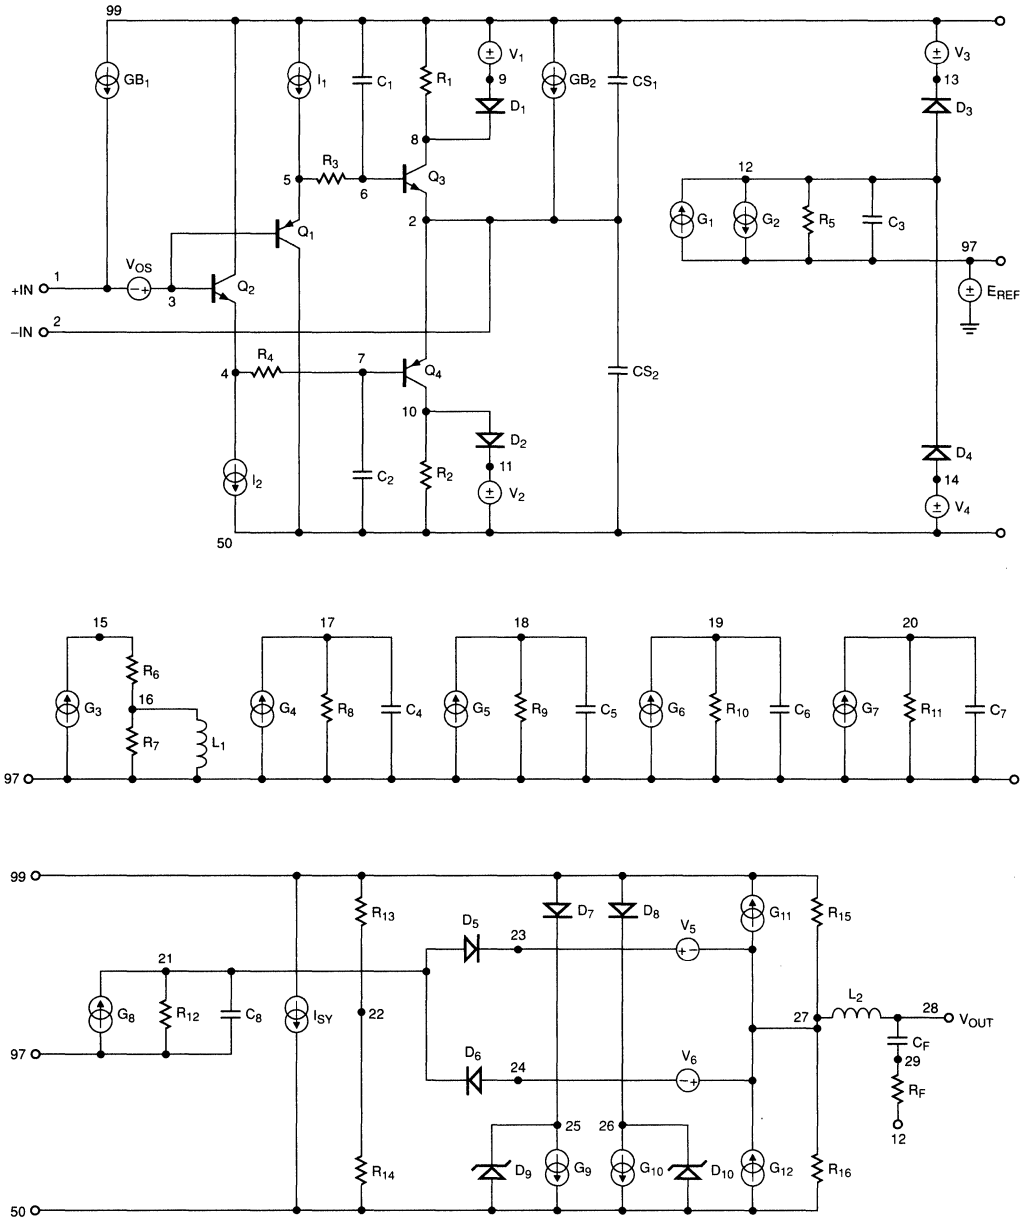 99
GB1
I1
C1
R1
V1
9
D1
GB2
CS1
V3
13
D3
8
R3
5
6
Q3
12
G1
G2
R5
C3
2
97
EREF
Q1
VOS
+IN 1
3
Q2
–IN 2
R4
4
7
Q4
CS2
10
D2
D4
I2
C2
R2
11
V2
14
V4
50
15
17
18
19
20
R6
16
G3
R7
L1
G4
R8
C4
G5
R9
C5
G6
R10
C6
G7
R11
C7
97
99
R13
D7
D8
G11
R15
D5
23
V5
21
G8
R12
C8
ISY
22
27
L2
28
VOUT
CF
97
D6
24
V6
29
RF
12
25
26
R14
D9
G9
G10
D10
G12
R16
50